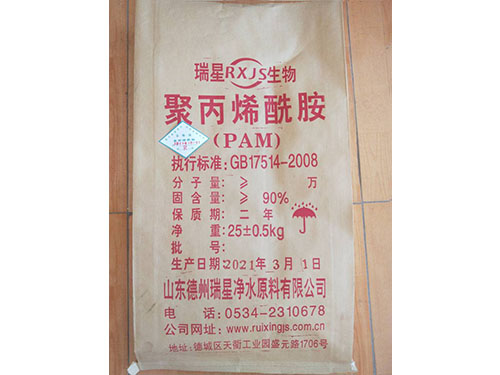 瑞星RXJS生物
聚丙烯酰胺
(PAM)
执行标准:GB17514-2008
分子量:≥ 万
固含量:≥ 90%
保质期:二年
净重:25±0.5kg
批号:
生产日期:2021年3月1日
山东德州瑞星净水原料有限公司
电话:0534-2310678
公司网址:www.ruixingjs.com.cn
地址:德城区天衢工业园盛元路1706号